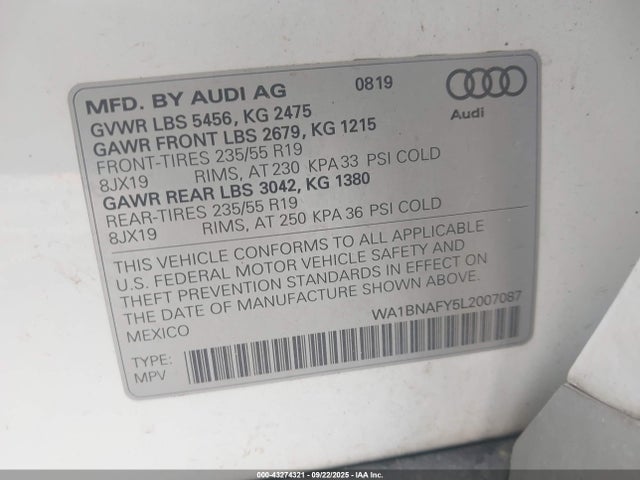 MFD. BY AUDI AG 0819
Audi
GVWR LBS 5456, KG 2475
GAWR FRONT LBS 2679, KG 1215
FRONT-TIRES 235/55 R19
8JX19 RIMS, AT 230 KPA 33 PSI COLD
GAWR REAR LBS 3042, KG 1380
REAR-TIRES 235/55 R19
8JX19 RIMS, AT 250 KPA 36 PSI COLD
THIS VEHICLE CONFORMS TO ALL APPLICABLE
U.S. FEDERAL MOTOR VEHICLE SAFETY AND
THEFT PREVENTION STANDARDS IN EFFECT ON
THE DATE OF MANUFACTURE SHOWN ABOVE.
MEXICO WA1BNAFY5L2007087
TYPE:
MPV
000-43274321 - 09/22/2025 - IAA Inc.